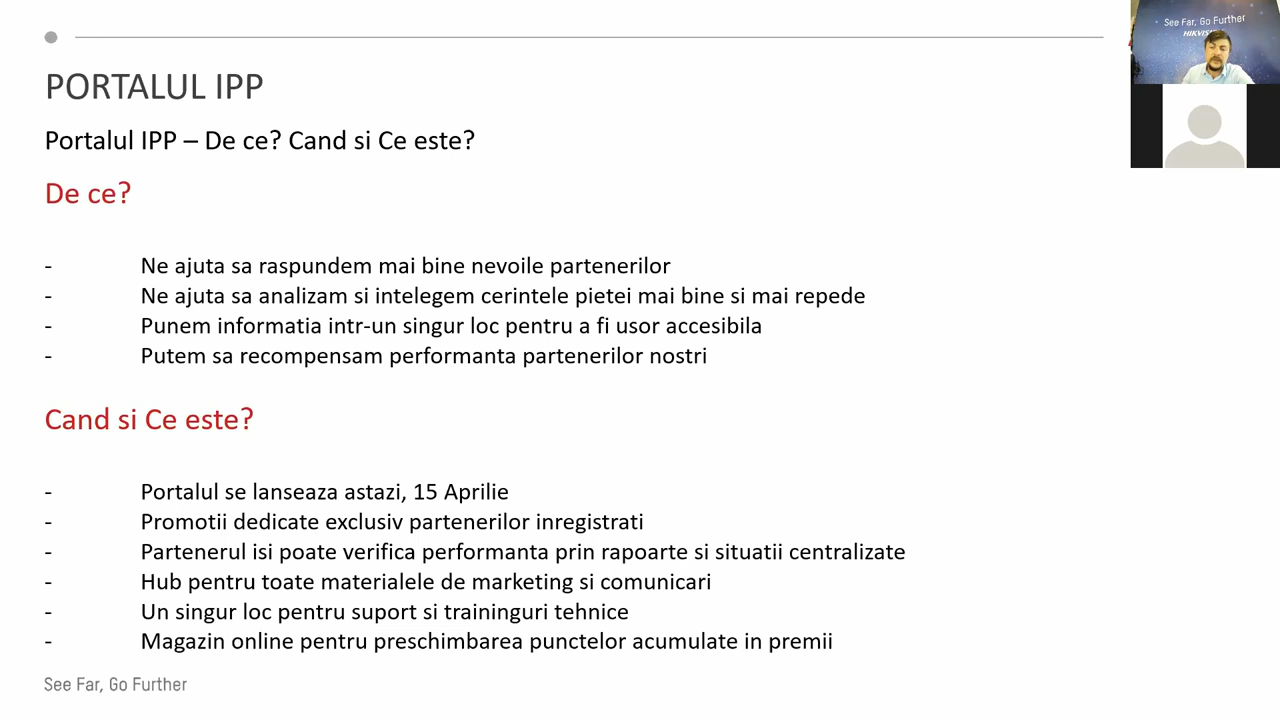 PORTALUL IPP
Portalul IPP – De ce? Cand si Ce este?
De ce?
- Ne ajuta sa raspundem mai bine nevoile partenerilor
- Ne ajuta sa analizam si intelegem cerintele pietei mai bine si mai repede
- Punem informatia intr-un singur loc pentru a fi usor accesibila
- Putem sa recompensam performanta partenerilor nostri
Cand si Ce este?
- Portalul se lanseaza astazi, 15 Aprilie
- Promotii dedicate exclusiv partenerilor inregistrati
- Partenerul isi poate verifica performanta prin rapoarte si situatii centralizate
- Hub pentru toate materialele de marketing si comunicari
- Un singur loc pentru suport si traininguri tehnice
- Magazin online pentru preschimbarea punctelor acumulate in premii
See Far, Go Further
See Far, Go Further